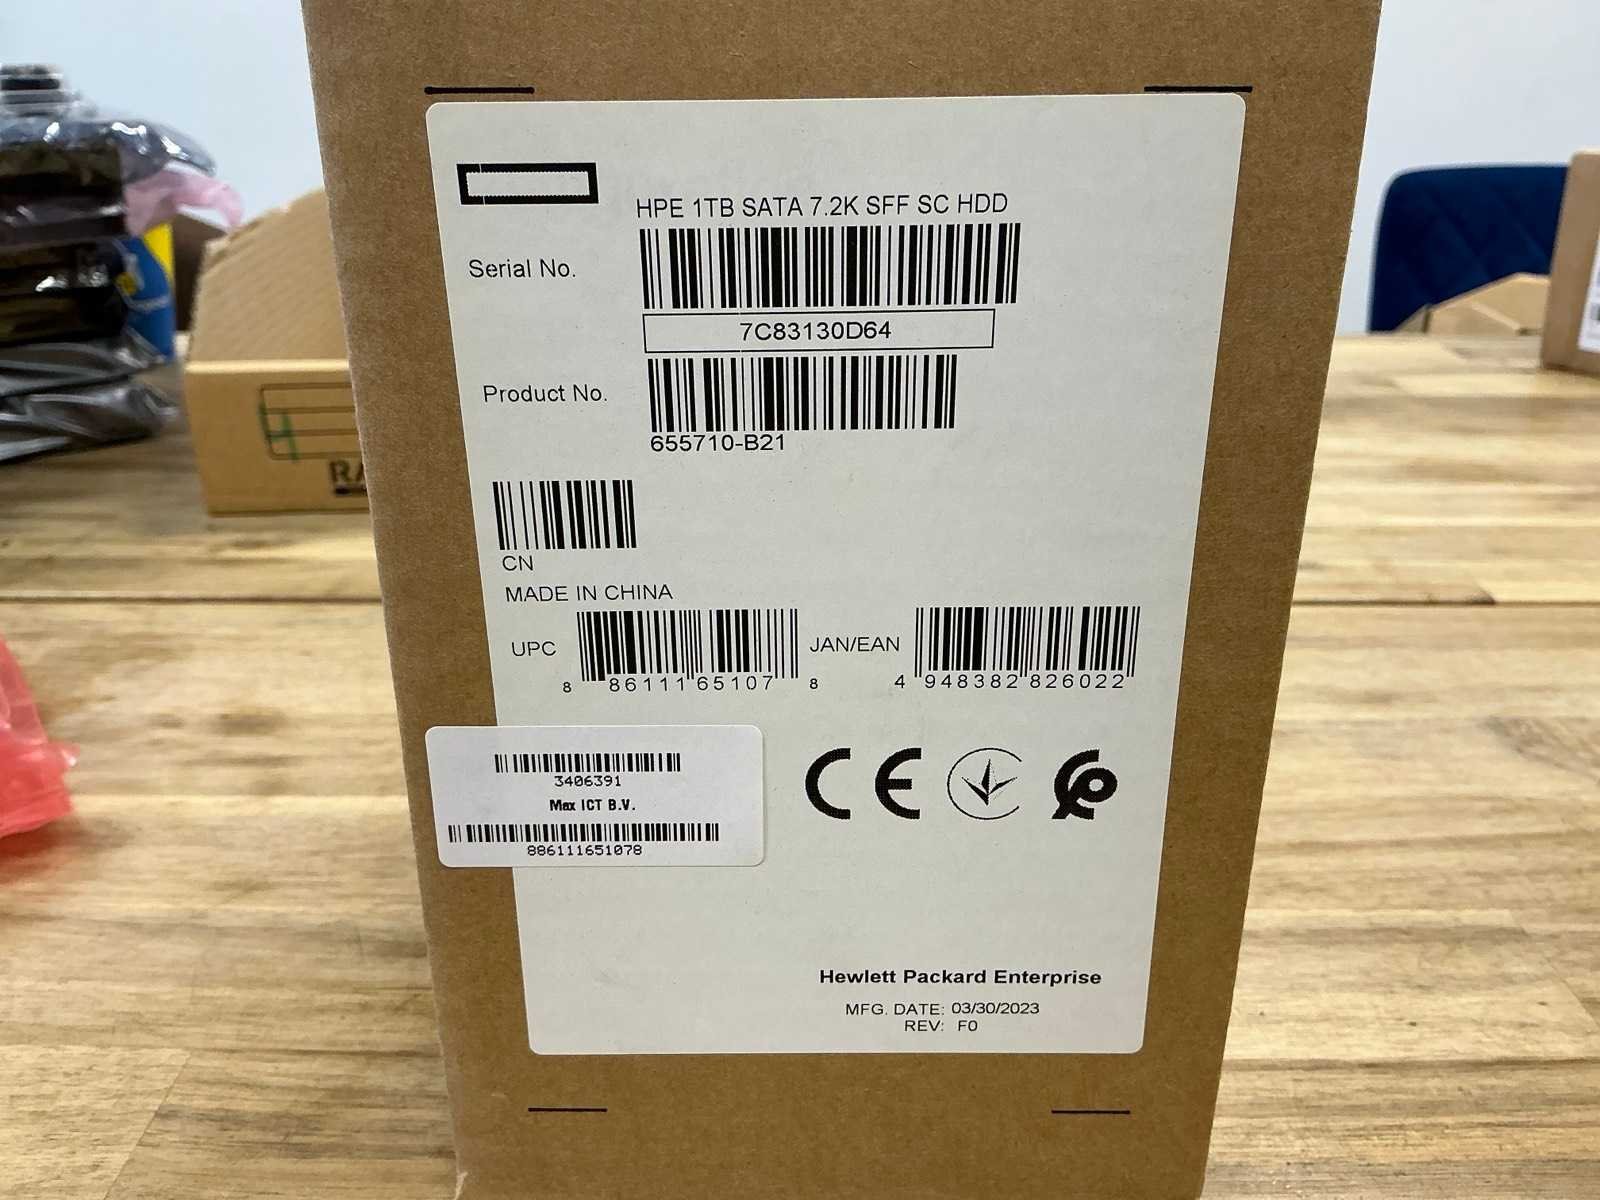 HPE 1TB SATA 7.2K SFF SC HDD
Serial No.
7C83130D64
Product No.
655710-B21
CN
MADE IN CHINA
UPC
8 86111 65107 8
JAN/EAN
4 948382 826022
3406391
Max ICT B.V.
886111651078
CE
Hewlett Packard Enterprise
MFG. DATE: 03/30/2023
REV: F0